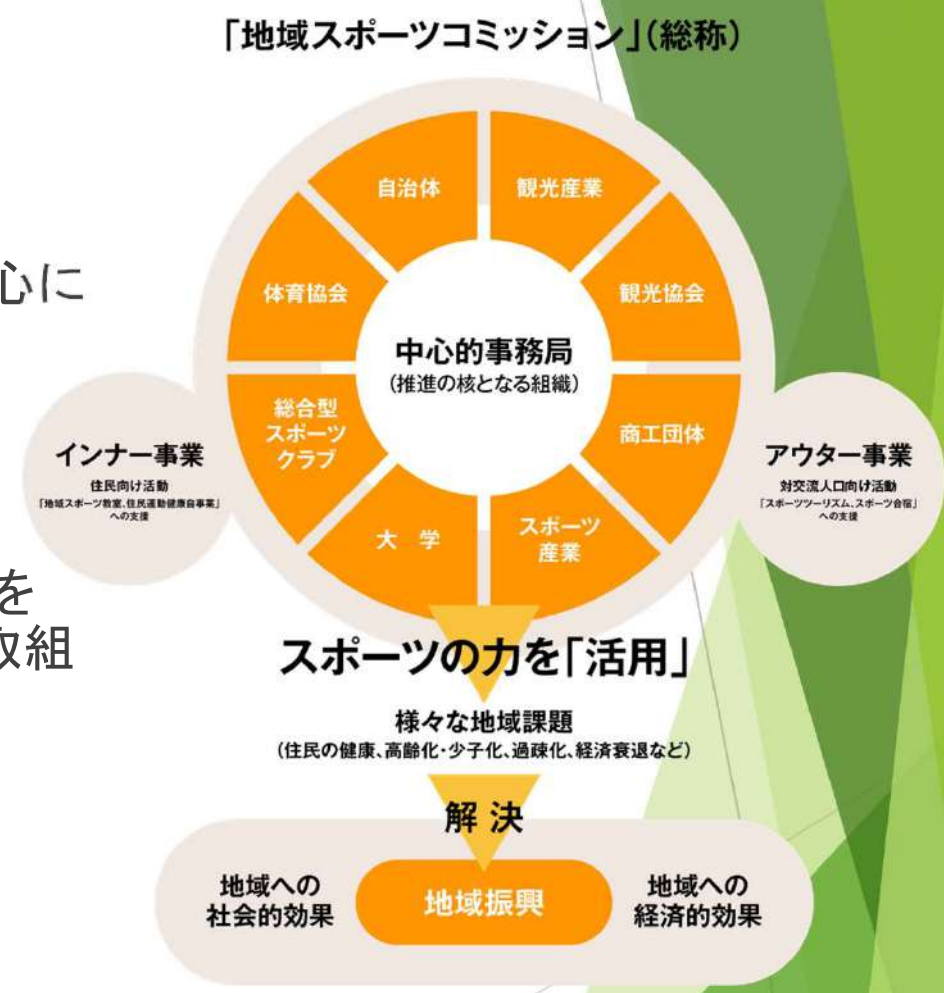 「地域スポーツコミッション」(総称)
自治体
観光産業
体育協会
観光協会
心に
中心的事務局
(推進の核となる組織)
総合型
スポーツ
クラブ
商工団体
インナー事業
住民向け活動
「地域スポーツ教室、住民運動健康自事業」
への支援
アウター事業
対交流人口向け活動
「スポーツツーリズム、スポーツ合宿」
への支援
大 学
スポーツ
産業
を
取組
スポーツの力を「活用」
様々な地域課題
(住民の健康、高齢化・少子化、過疎化、経済衰退など)
解 決
地域への
社会的効果
地域振興
地域への
経済的効果